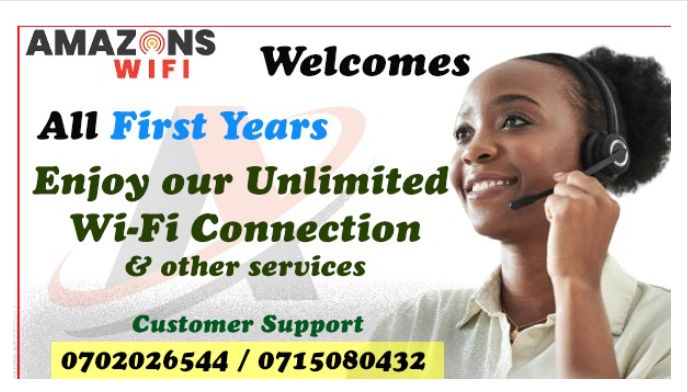 AMAZONS
WIFI
Welcomes
All First Years
Enjoy our Unlimited
Wi-Fi Connection
& other services
Customer Support
0702026544 / 0715080432